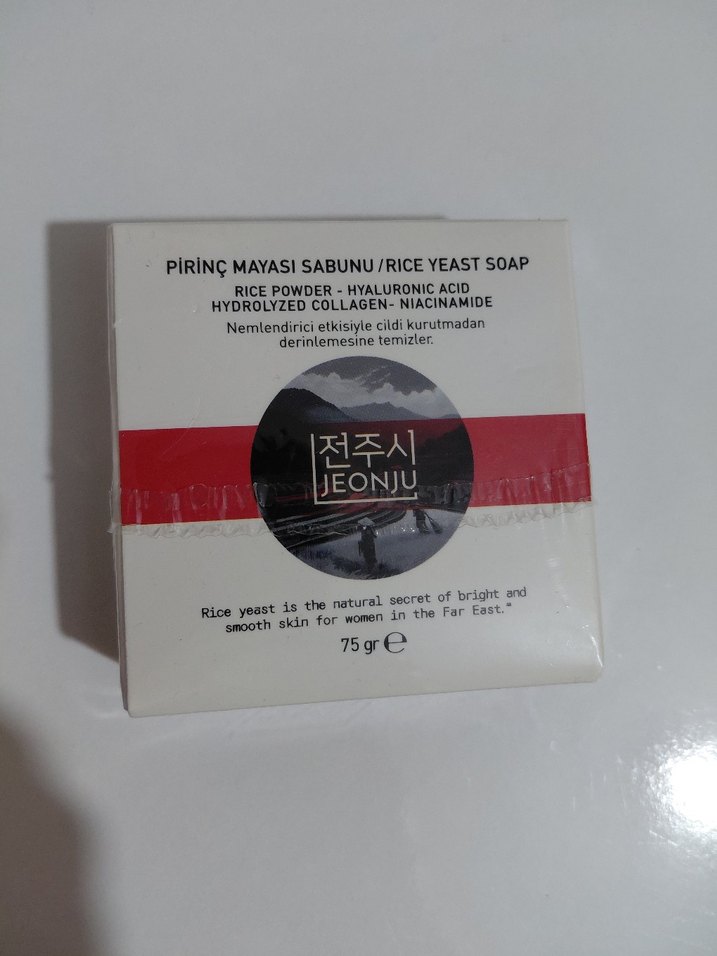 PİRİNÇ MAYASI SABUNU/RICE YEAST SOAP
RICE POWDER - HYALURONIC ACID
HYDROLYZED COLLAGEN- NIACINAMIDE
Nemlendirici etkisiyle cildi kurutmadan
derinlemesine temizler.
전주시
JEONJU
Rice yeast is the natural secret of bright and
smooth skin for women in the Far East."
75 gr ℮